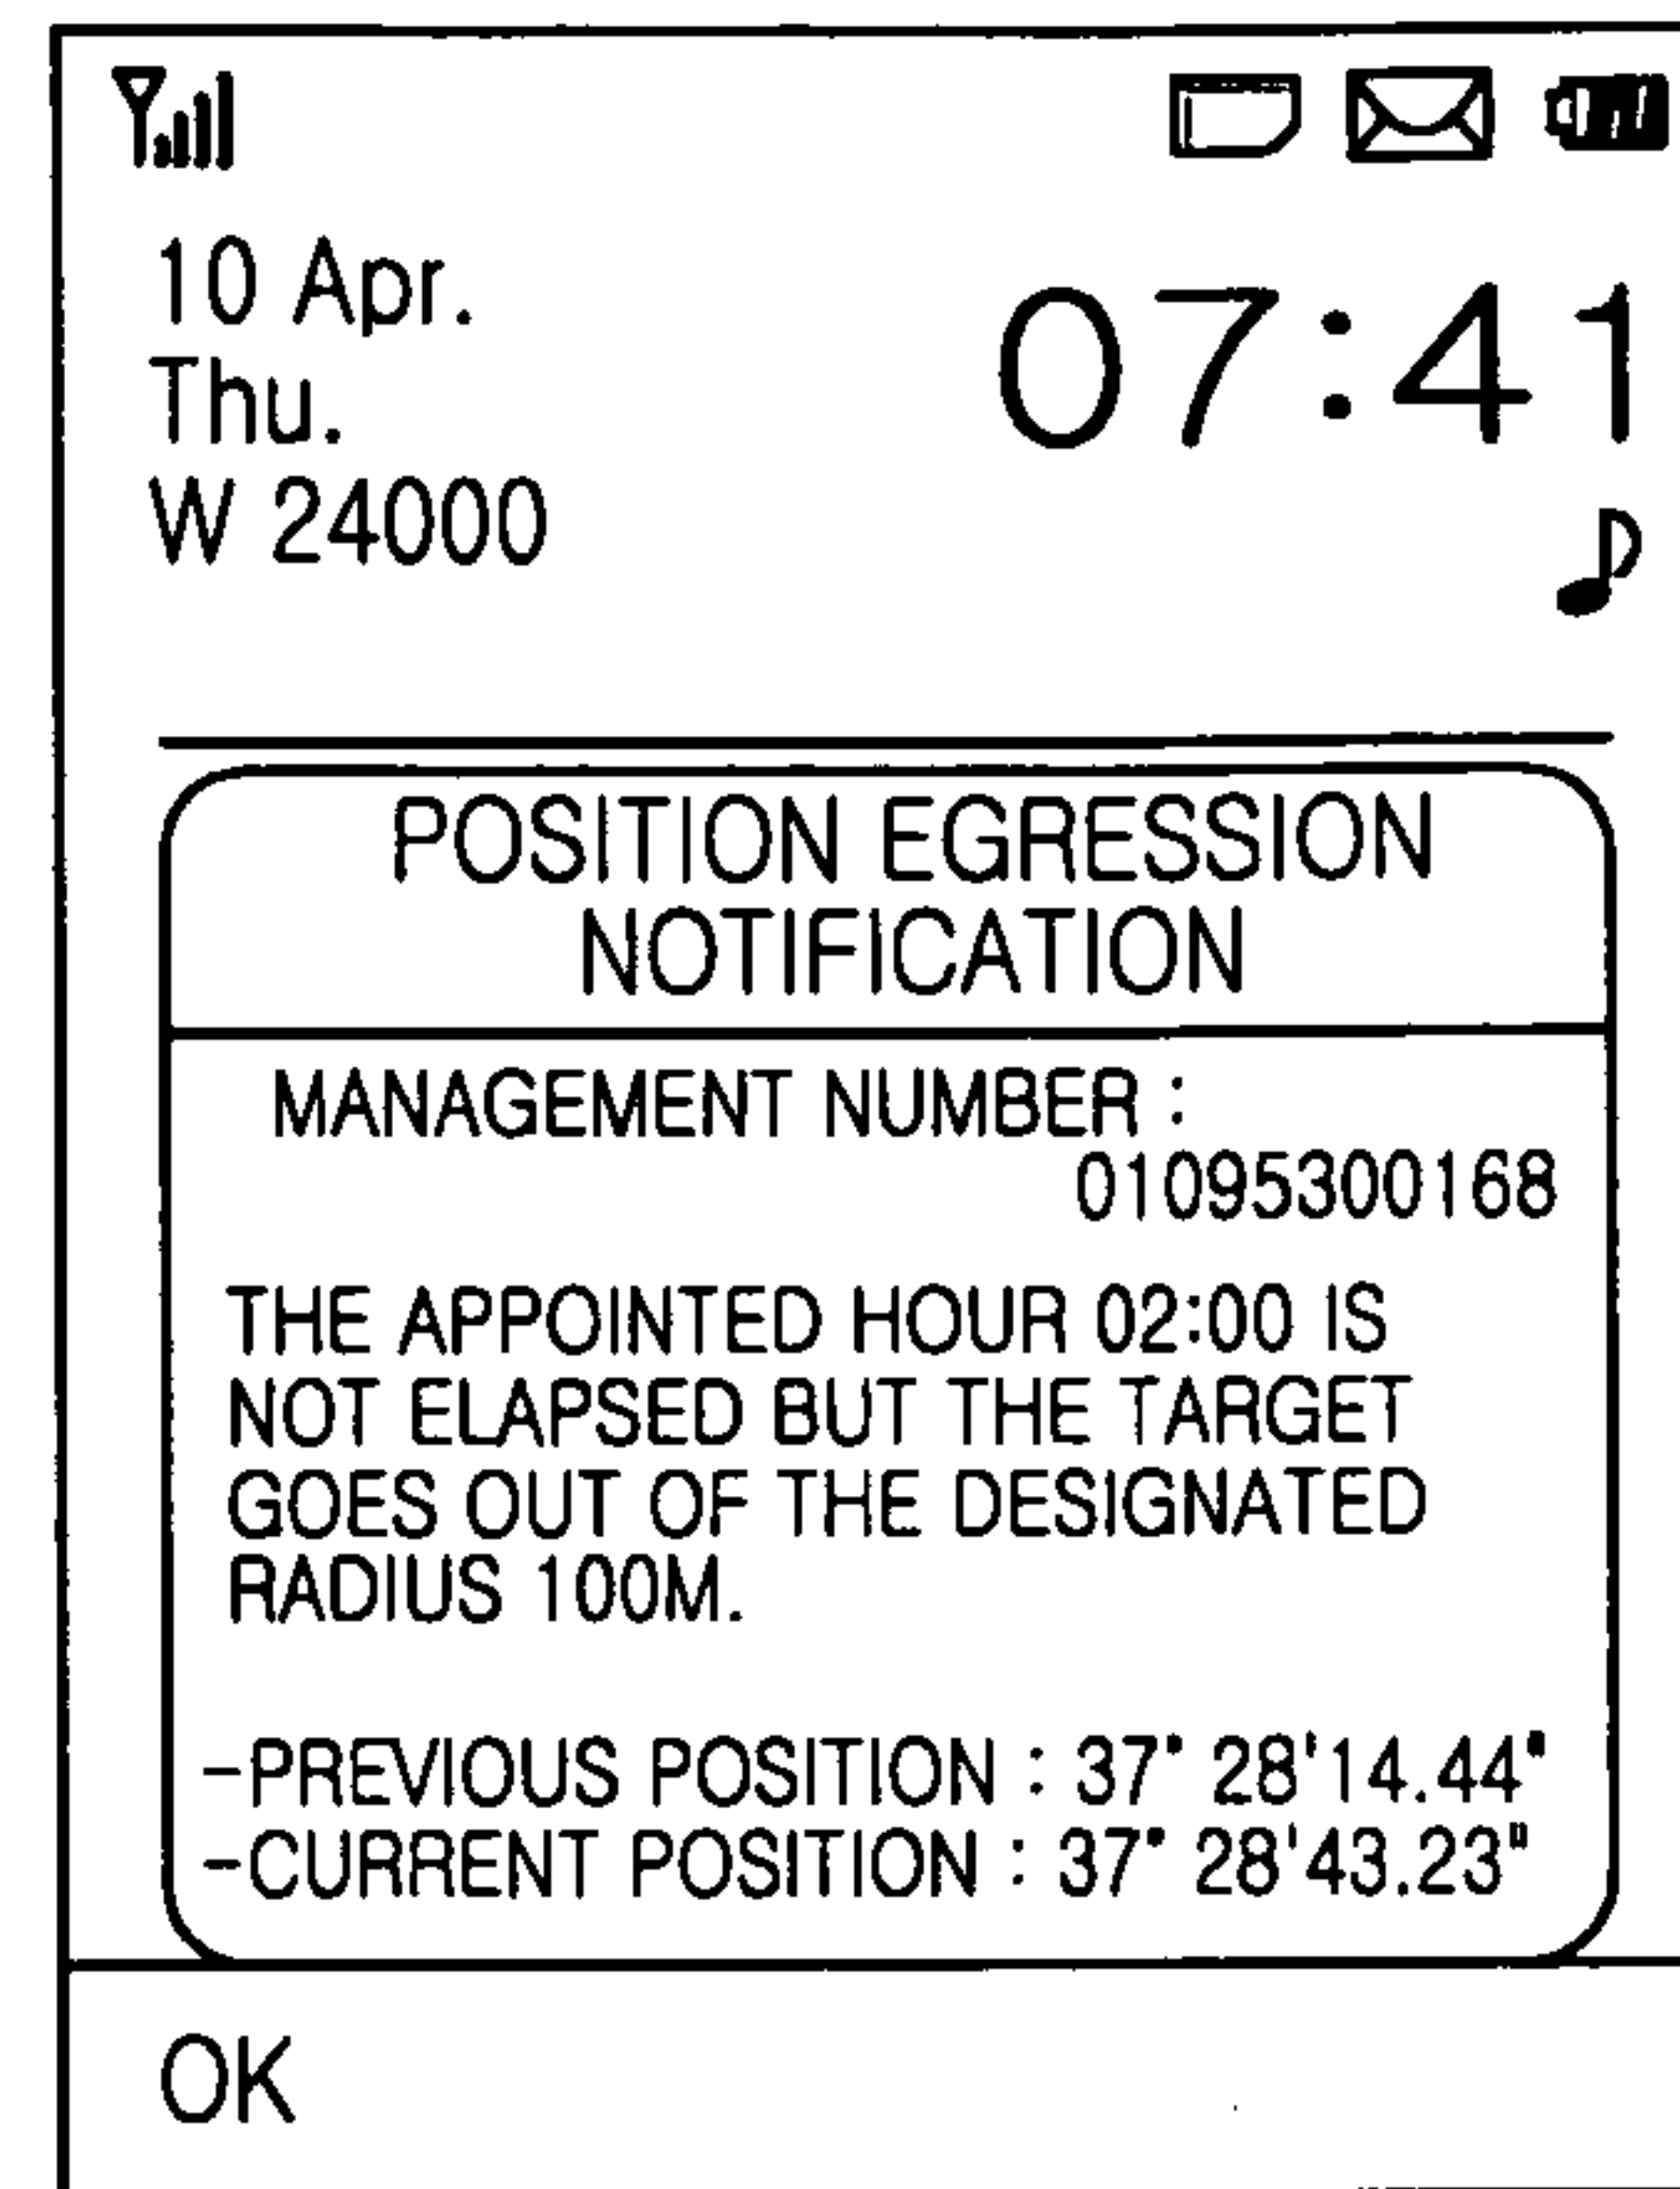 10 Apr.
07:41
Thu.
W 24000
POSITION EGRESSION
NOTIFICATION
MANAGEMENT NUMBER :
01095300168
THE APPOINTED HOUR 02:00 IS
NOT ELAPSED BUT THE TARGET
GOES OUT OF THE DESIGNATED
RADIUS 100M.
-PREVIOUS POSITION : 37° 28'14.44"
-CURRENT POSITION : 37° 28'43.23"
OK